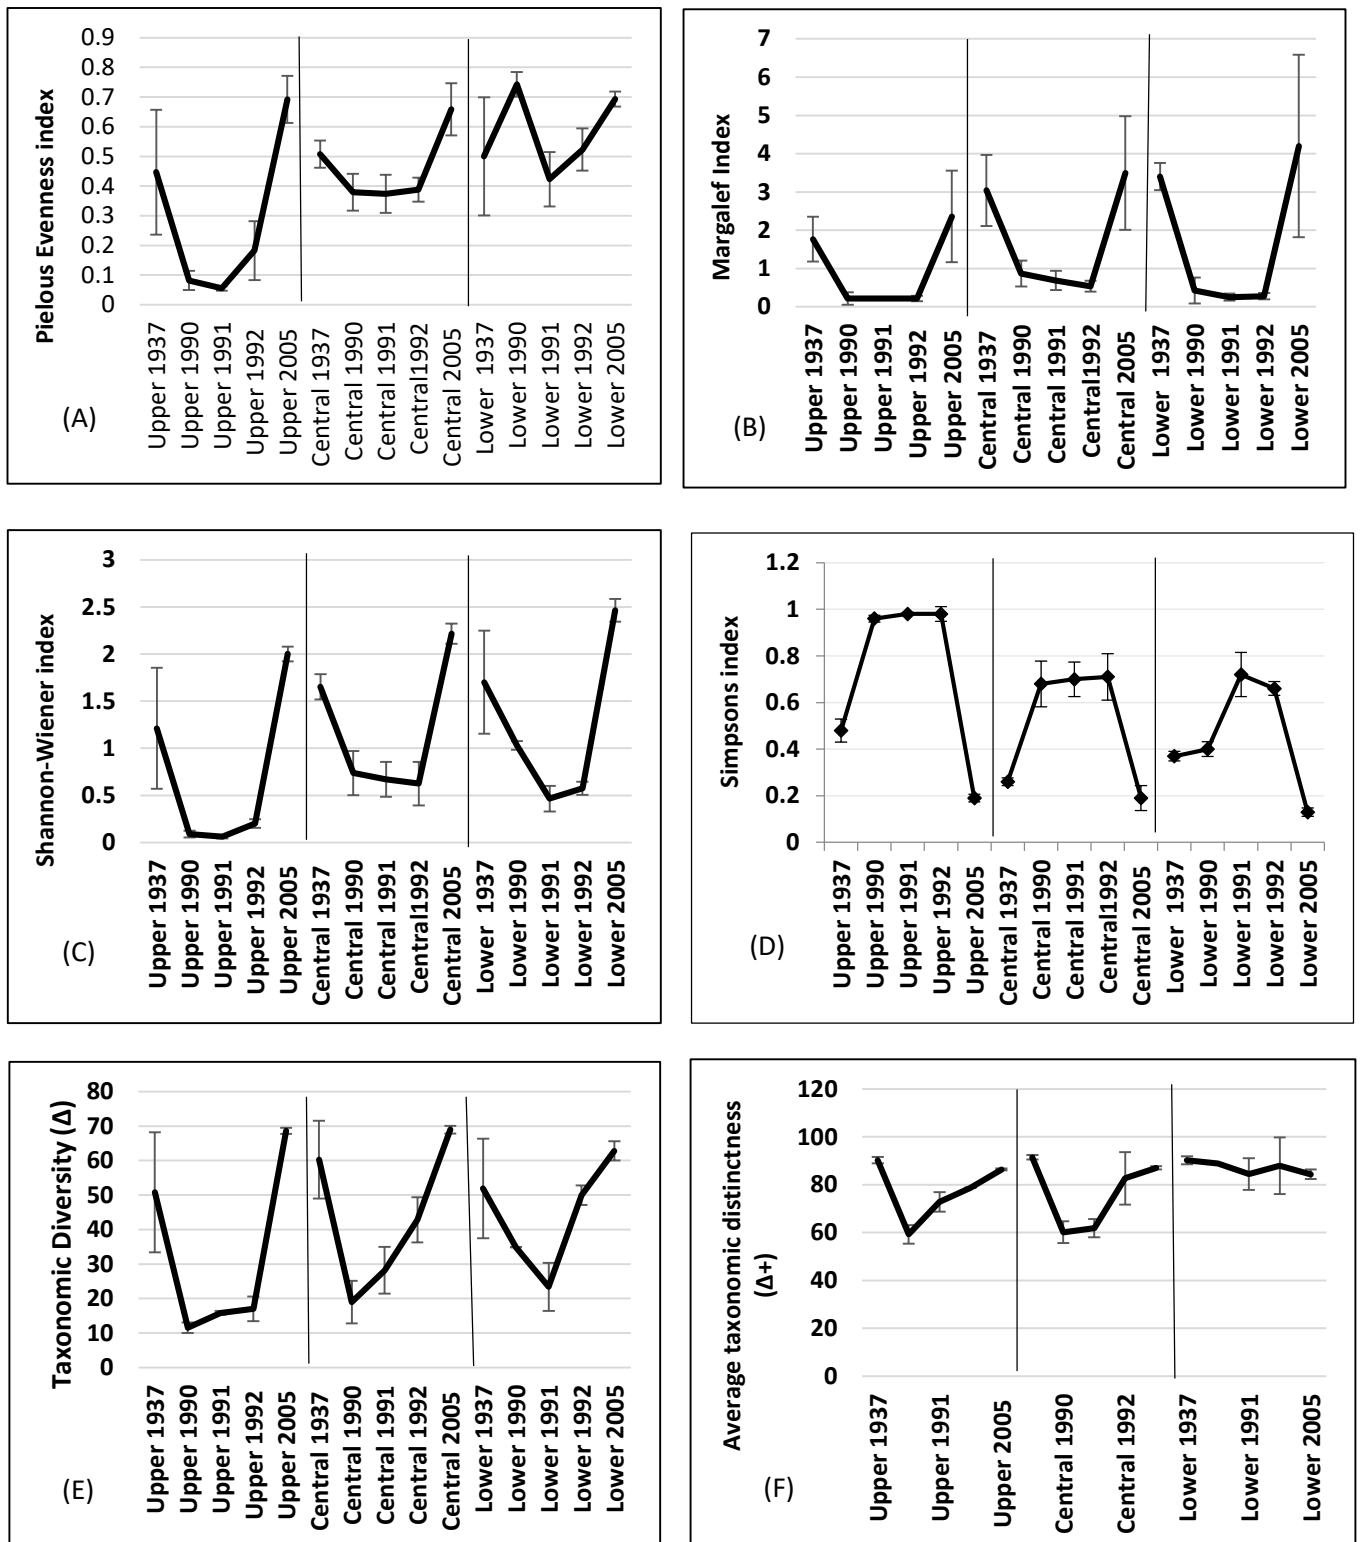 Pielous Evenness index
0.9
0.8
0.7
0.6
0.5
0.4
0.3
0.2
0.1
0
Upper 1937
Upper 1990
Upper 1991
Upper 1992
Upper 2005
Central 1937
Central 1990
Central 1991
Central1992
Central 2005
Lower 1937
Lower 1990
Lower 1991
Lower 1992
Lower 2005
(A)
Margalef Index
7
6
5
4
3
2
1
0
Upper 1937
Upper 1990
Upper 1991
Upper 1992
Upper 2005
Central 1937
Central 1990
Central 1991
Central1992
Central 2005
Lower 1937
Lower 1990
Lower 1991
Lower 1992
Lower 2005
(B)
Shannon-Wiener index
3
2.5
2
1.5
1
0.5
0
Upper 1937
Upper 1990
Upper 1991
Upper 1992
Upper 2005
Central 1937
Central 1990
Central 1991
Central1992
Central 2005
Lower 1937
Lower 1990
Lower 1991
Lower 1992
Lower 2005
(C)
Simpsons index
1.2
1
0.8
0.6
0.4
0.2
0
Upper 1937
Upper 1990
Upper 1991
Upper 1992
Upper 2005
Central 1937
Central 1990
Central 1991
Central1992
Central 2005
Lower 1937
Lower 1990
Lower 1991
Lower 1992
Lower 2005
(D)
Taxonomic Diversity (Δ)
80
70
60
50
40
30
20
10
0
Upper 1937
Upper 1990
Upper 1991
Upper 1992
Upper 2005
Central 1937
Central 1990
Central 1991
Central 1992
Central 2005
Lower 1937
Lower 1990
Lower 1991
Lower 1992
Lower 2005
(E)
Average taxonomic distinctness
(Δ+)
120
100
80
60
40
20
0
Upper 1937
Upper 1991
Upper 2005
Central 1990
Central 1992
Lower 1937
Lower 1991
Lower 2005
(F)